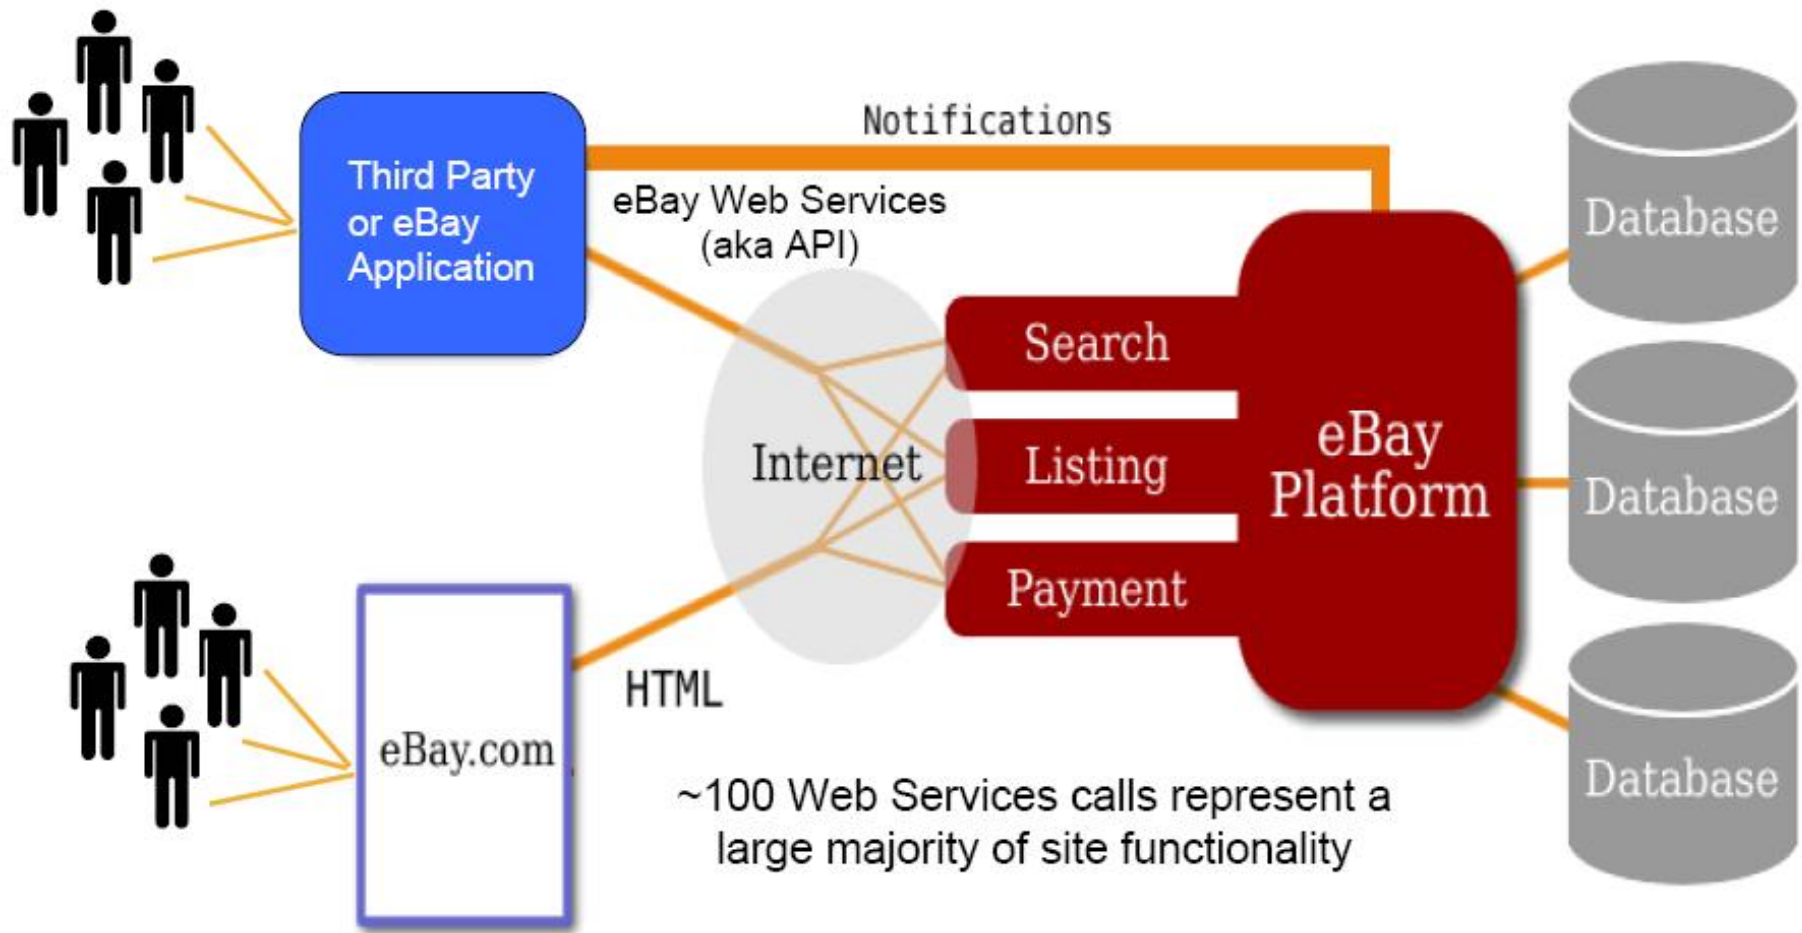 Notifications
Third Party
or eBay
Application
eBay Web Services
(aka API)
Database
Search
Internet
Listing
eBay
Platform
Database
Payment
HTML
eBay.com
Database
~100 Web Services calls represent a
large majority of site functionality